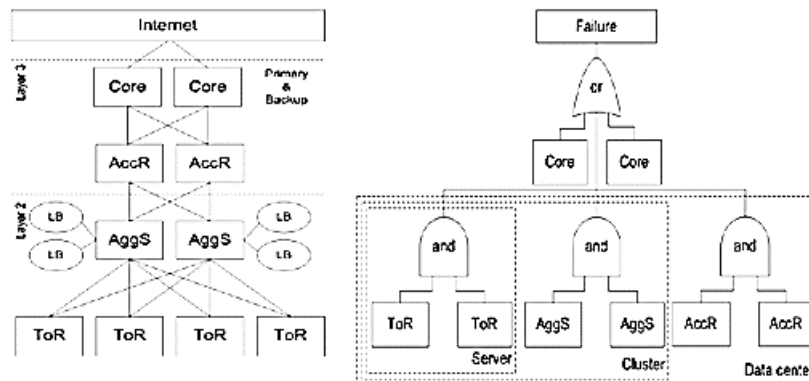 Internet
Layer 3
Core
Core
Primary
&
Backup
AccR
AccR
Layer 2
LB
LB
AggS
AggS
LB
LB
ToR
ToR
ToR
ToR
Failure
or
Core
Core
and
and
and
ToR
ToR
AggS
AggS
AccR
AccR
Server
Cluster
Data cente